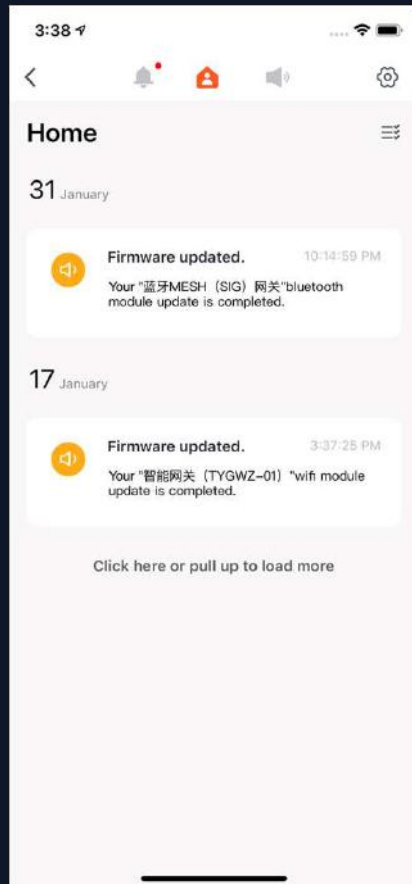 3:38
Home
31 January
Firmware updated. 10:14:59 PM
Your "蓝牙MESH（SIG）网关"bluetooth
module update is completed.
17 January
Firmware updated. 3:37:25 PM
Your "智能网关（TYGWZ-01）"wifi module
update is completed.
Click here or pull up to load more